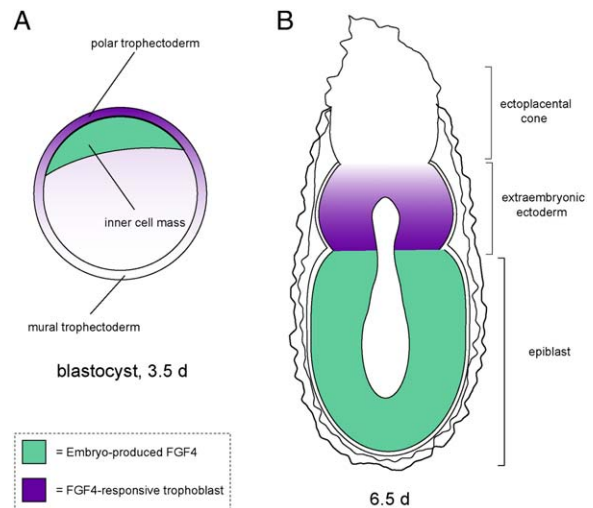 A
polar trophectoderm
inner cell mass
mural trophectoderm
blastocyst, 3.5 d
= Embryo-produced FGF4
= FGF4-responsive trophoblast
B
ectoplacental
cone
extraembryonic
ectoderm
epiblast
6.5 d